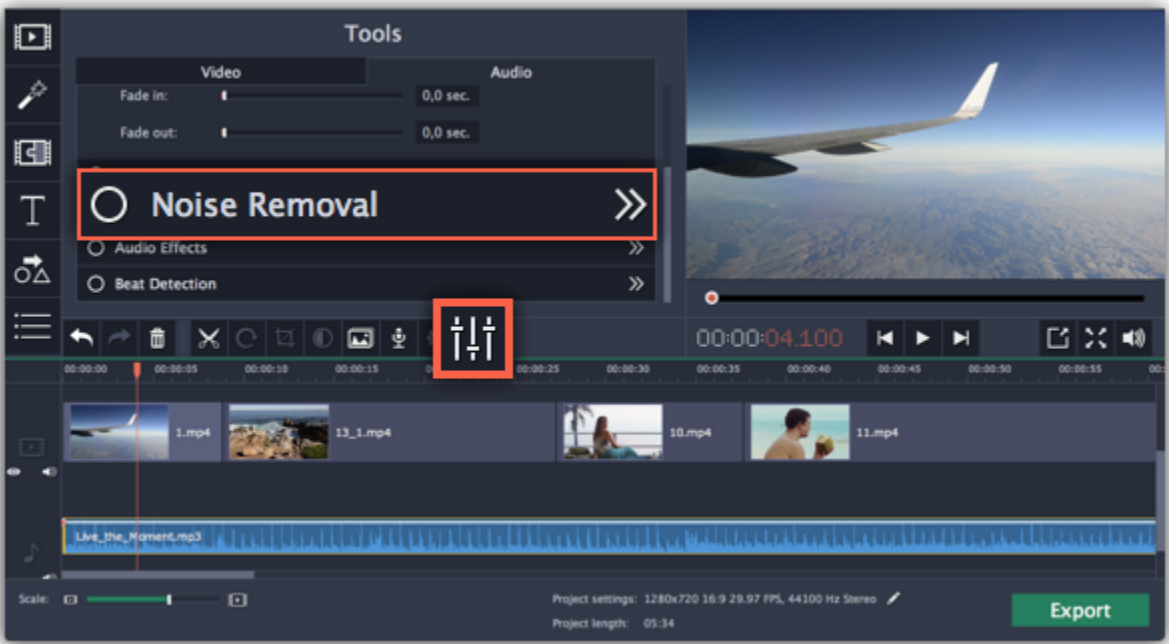 Tools
Video Audio
Fade in: 0,0 sec.
Fade out: 0,0 sec.
Noise Removal
Audio Effects
Beat Detection
T
00:00:04.100
00:00:00 00:00:05 00:00:10 00:00:15 00:00:25 00:00:30 00:00:35 00:00:40 00:00:45 00:00:50 00:00:55
1.mp4 13_1.mp4 10.mp4 11.mp4
Live_the_Moment.mp3
Scale: Project settings: 1280x720 16:9 29.97 FPS, 44100 Hz Stereo
Project length: 05:34
Export